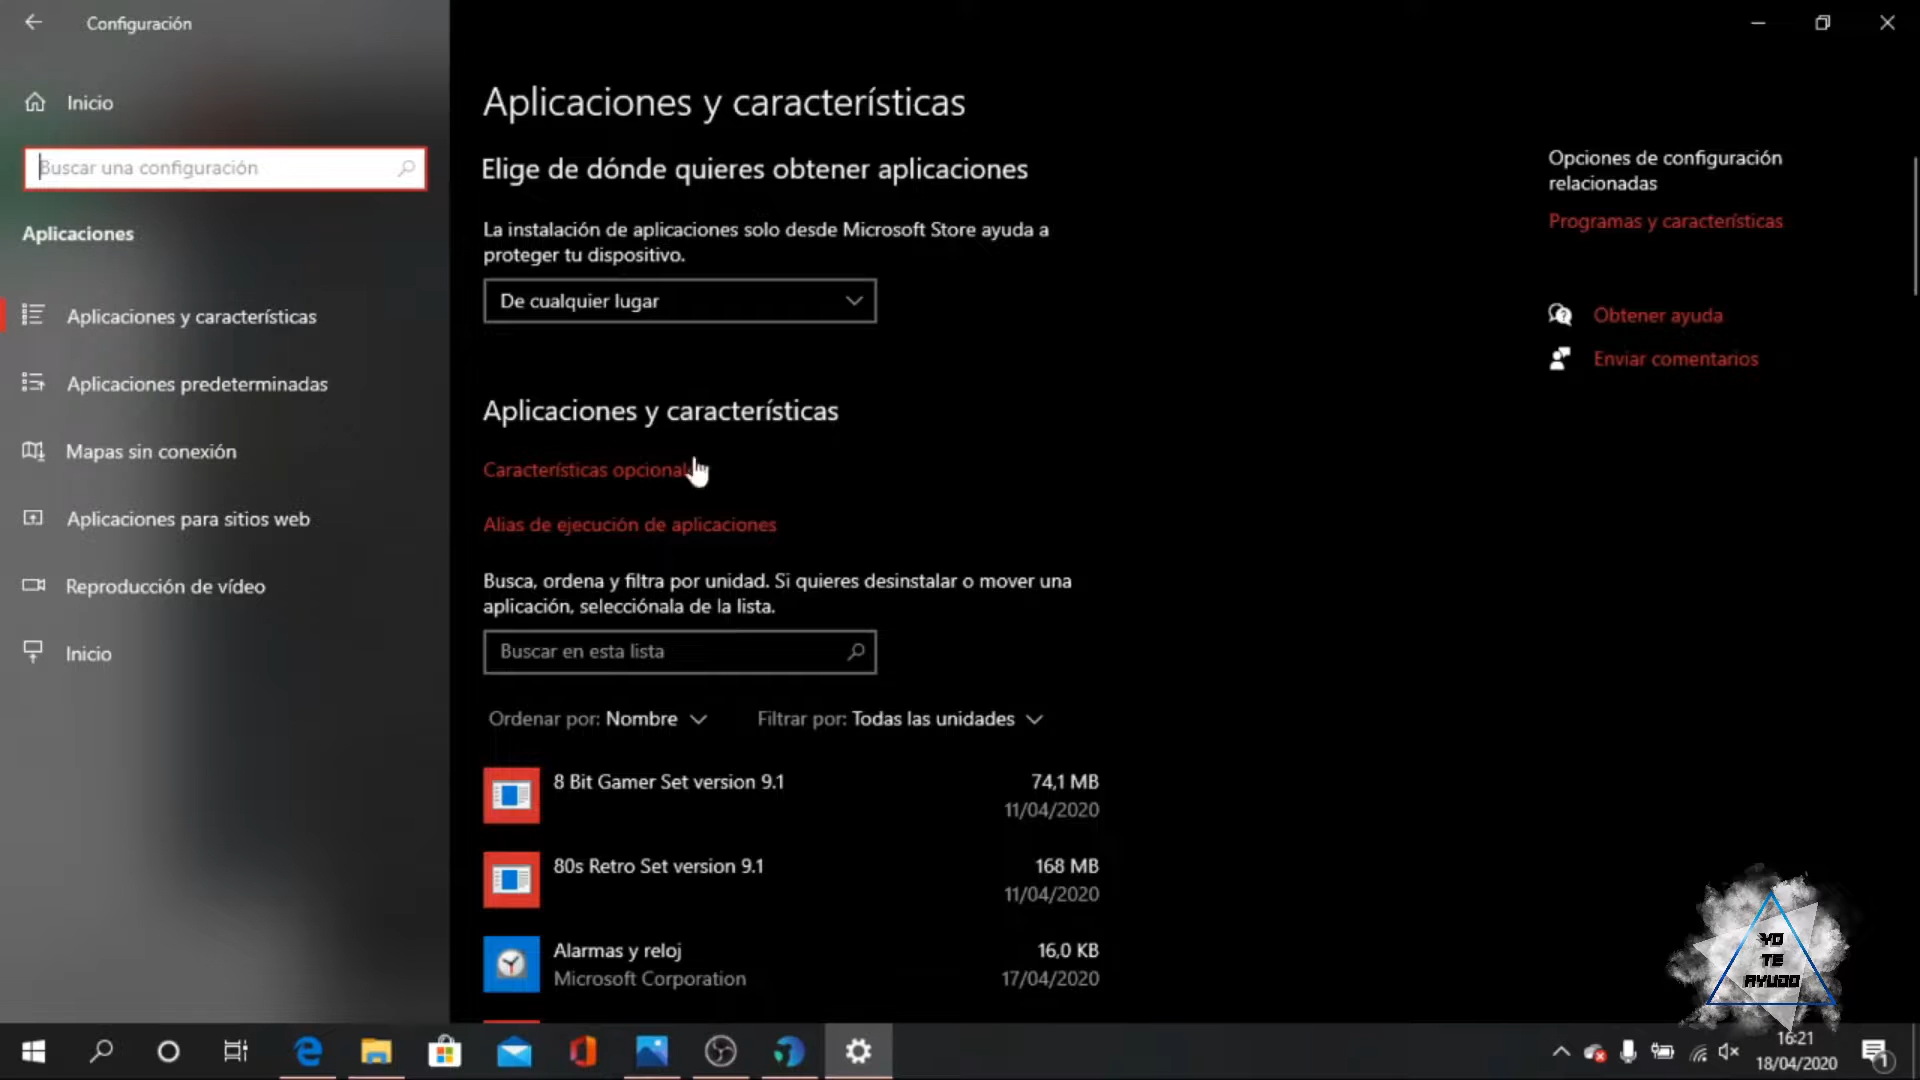 Configuración
Inicio
Buscar una configuración
Aplicaciones
Aplicaciones y características
Aplicaciones predeterminadas
Mapas sin conexión
Aplicaciones para sitios web
Reproducción de vídeo
Inicio
Aplicaciones y características
Elige de dónde quieres obtener aplicaciones
La instalación de aplicaciones solo desde Microsoft Store ayuda a
proteger tu dispositivo.
De cualquier lugar
Aplicaciones y características
Características opcional
Alias de ejecución de aplicaciones
Busca, ordena y filtra por unidad. Si quieres desinstalar o mover una
aplicación, selecciónala de la lista.
Buscar en esta lista
Ordenar por: Nombre Filtrar por: Todas las unidades
8 Bit Gamer Set version 9.1 74,1 MB
11/04/2020
80s Retro Set version 9.1 168 MB
11/04/2020
Alarmas y reloj 16,0 KB
Microsoft Corporation 17/04/2020
Opciones de configuración
relacionadas
Programas y características
Obtener ayuda
Enviar comentarios
YO
TE
AYUDO
16:21
18/04/2020
1